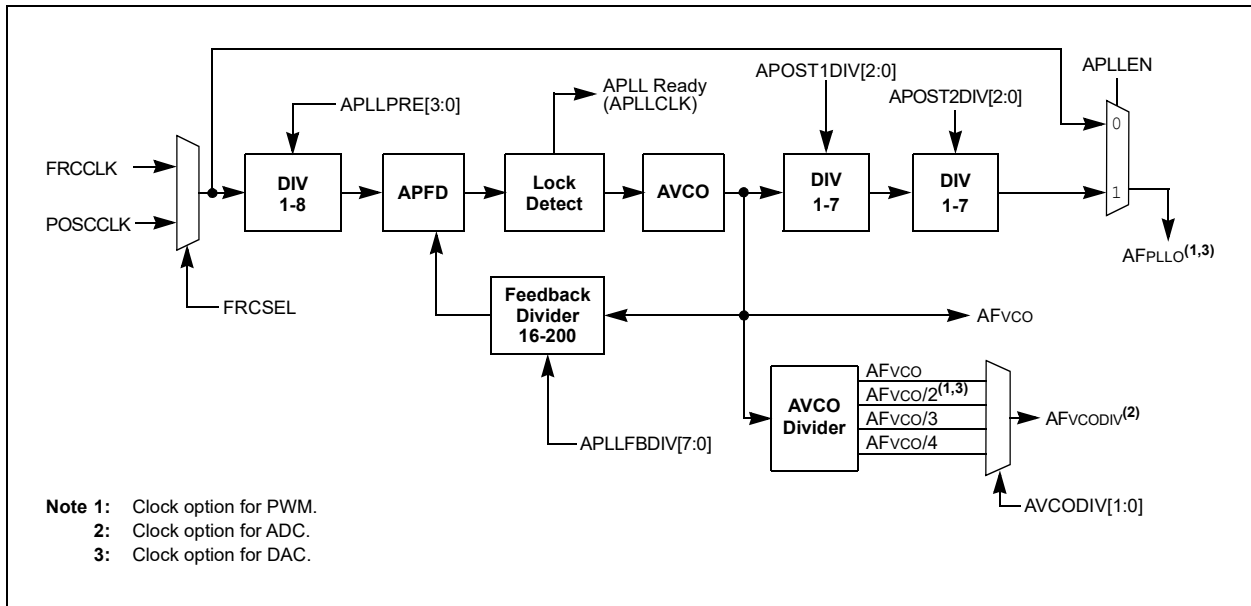 APLLEN
APOST1DIV[2:0]
APLL Ready
(APLLCLK)
APOST2DIV[2:0]
APLLPRE[3:0]
0
FRCCLK
DIV
1-8
APFD
Lock
Detect
AVCO
DIV
1-7
DIV
1-7
1
POSCCLK
AFPLLO(1,3)
FRCSEL
Feedback
Divider
16-200
AFVCO
AFVCO
AFVCO/2(1,3)
AVCO
Divider
AFVCO/3
AFVCO/4
AFVCODIV(2)
APLLFBDIV[7:0]
AVCODIV[1:0]
Note 1: Clock option for PWM.
2: Clock option for ADC.
3: Clock option for DAC.